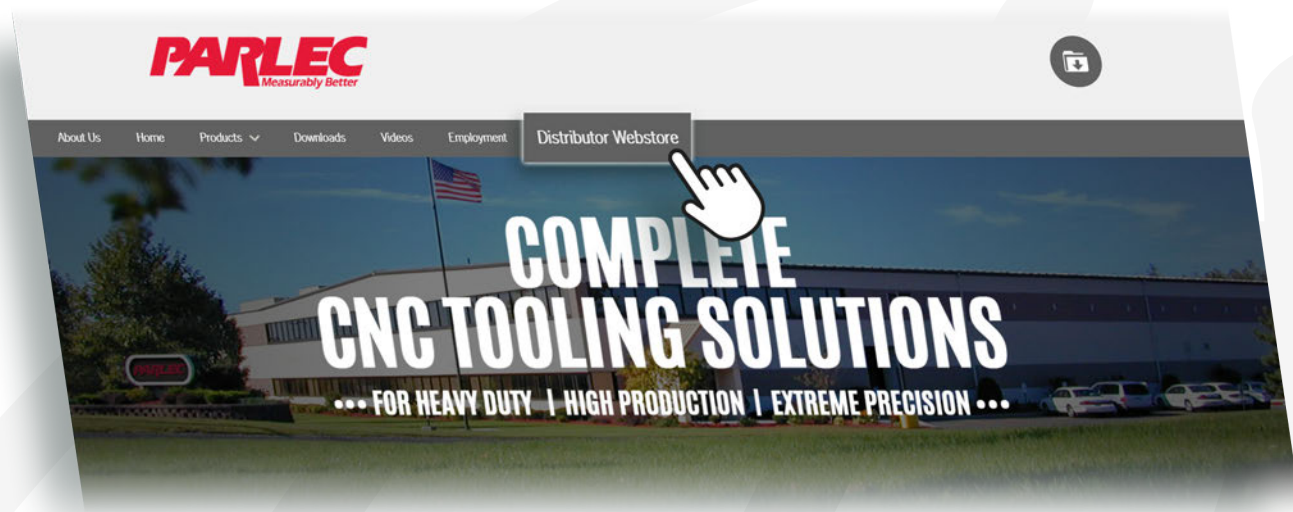 PARLEC
Measurably Better
About Us Home Products Downloads Videos Employment Distributor Webstore
COMPLETE
CNC TOOLING SOLUTIONS
PARLEC
••• FOR HEAVY DUTY | HIGH PRODUCTION | EXTREME PRECISION •••